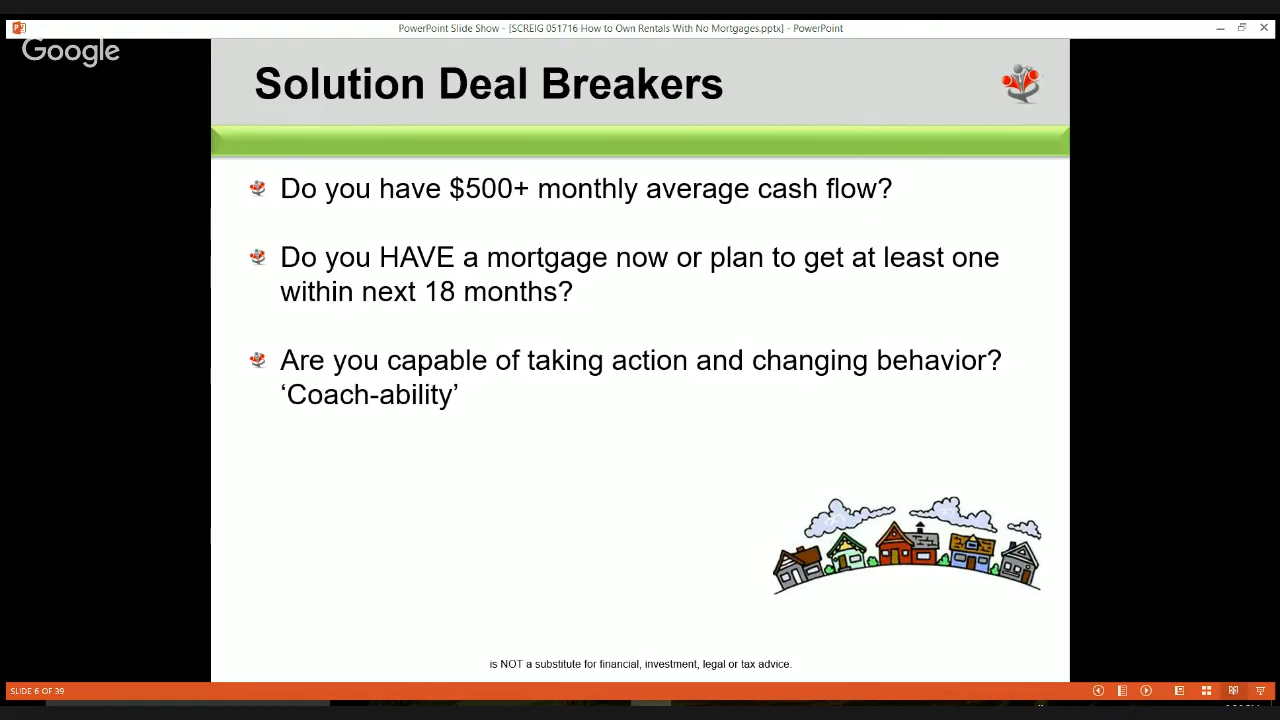 PowerPoint Slide Show - [SCREIG 051716 How to Own Rentals With No Mortgages.pptx] - PowerPoint
Google
Solution Deal Breakers
Do you have $500+ monthly average cash flow?
Do you HAVE a mortgage now or plan to get at least one
within next 18 months?
Are you capable of taking action and changing behavior?
‘Coach-ability’
is NOT a substitute for financial, investment, legal or tax advice.
SLIDE 6 OF 39